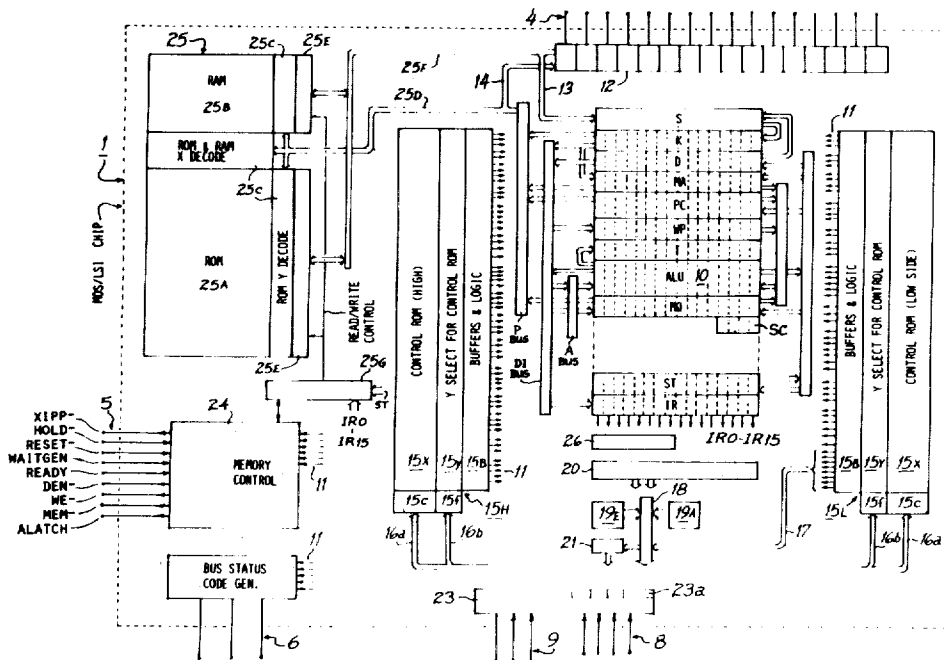 4
25
25C
25E
25F
14
13
12
RAM
25B
25D
S
11
K
ROM & RAM
X DECODE
D
1
25C
MA
PC
MOS/LSI CHIP
WP
T
ROM
25A
ROM Y DECODE
READ/WRITE
CONTROL
CONTROL ROM (HIGH)
Y SELECT FOR CONTROL ROM
BUFFERS & LOGIC
ALU 10
BUFFERS & LOGIC
Y SELECT FOR CONTROL ROM
CONTROL ROM (LOW SIDE)
MQ
P
BUS
A
BUS
SC
DI
BUS
25E
25G
ST
ST
IR
IR0-
IR15
IR0-IR15
XIPP
5
24
HOLD
RESET
WAITGEN
READY
DEN
WE
MEM
ALATCH
MEMORY
CONTROL
11
26
15X
15Y
15B
11
20
15B
15Y
15X
15C
15f
15H
18
19E
19A
15L
15f
15C
16a
16b
21
17
16b
16a
11
BUS STATUS
CODE GEN.
23
23a
6
9
8